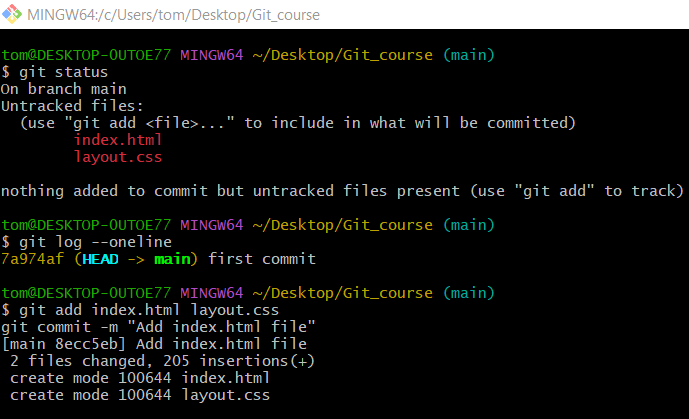 MINGW64:/c/Users/tom/Desktop/Git_course
tom@DESKTOP-OUTOE77 MINGW64 ~/Desktop/Git_course (main)
$ git status
On branch main
Untracked files:
  (use "git add <file>..." to include in what will be committed)
        index.html
        layout.css

nothing added to commit but untracked files present (use "git add" to track)

tom@DESKTOP-OUTOE77 MINGW64 ~/Desktop/Git_course (main)
$ git log --oneline
7a974af (HEAD -> main) first commit

tom@DESKTOP-OUTOE77 MINGW64 ~/Desktop/Git_course (main)
$ git add index.html layout.css
git commit -m "Add index.html file"
[main 8ecc5eb] Add index.html file
 2 files changed, 205 insertions(+)
 create mode 100644 index.html
 create mode 100644 layout.css